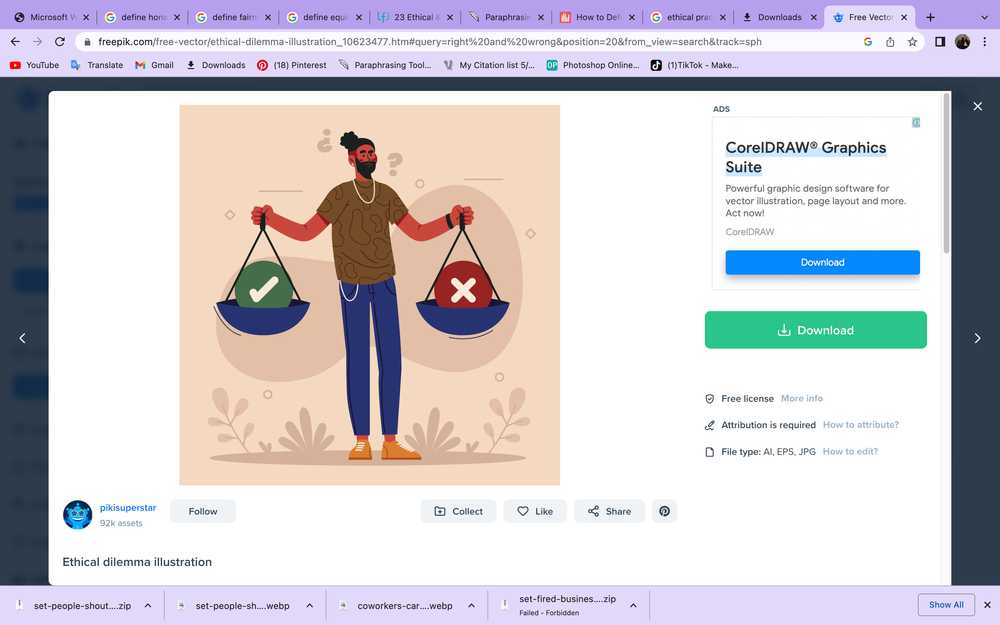 Microsoft W
define hone
define fairne
define equit
23 Ethical &
Paraphrasin
How to Defi
ethical prac
Downloads
Free Vector
freepik.com/free-vector/ethical-dilemma-illustration_10623477.htm#query=right%20and%20wrong&position=20&from_view=search&track=sph
YouTube
Translate
Gmail
Downloads
(18) Pinterest
Paraphrasing Tool...
My Citation list 5/...
OP Photoshop Online...
(1)TikTok - Make...
ADS
CorelDRAW® Graphics
Suite
Powerful graphic design software for
vector illustration, page layout and more.
Act now!
CorelDRAW
Download
¿
?
Download
Free license More info
Attribution is required How to attribute?
File type: AI, EPS, JPG How to edit?
pikisuperstar
92k assets
Follow
Collect
Like
Share
Ethical dilemma illustration
set-people-shout....zip
set-people-sh....webp
coworkers-car....webp
set-fired-busines....zip
Failed - Forbidden
Show All